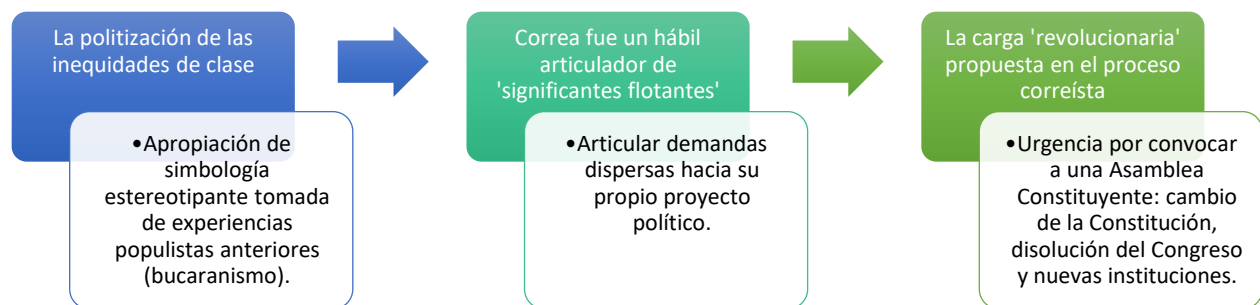 La politización de las
inequidades de clase
•Apropiación de
simbología
estereotipante tomada
de experiencias
populistas anteriores
(bucaranismo).
Correa fue un hábil
articulador de
'significantes flotantes'
•Articular demandas
dispersas hacia su
propio proyecto
político.
La carga 'revolucionaria'
propuesta en el proceso
correísta
•Urgencia por convocar
a una Asamblea
Constituyente: cambio
de la Constitución,
disolución del Congreso
y nuevas instituciones.